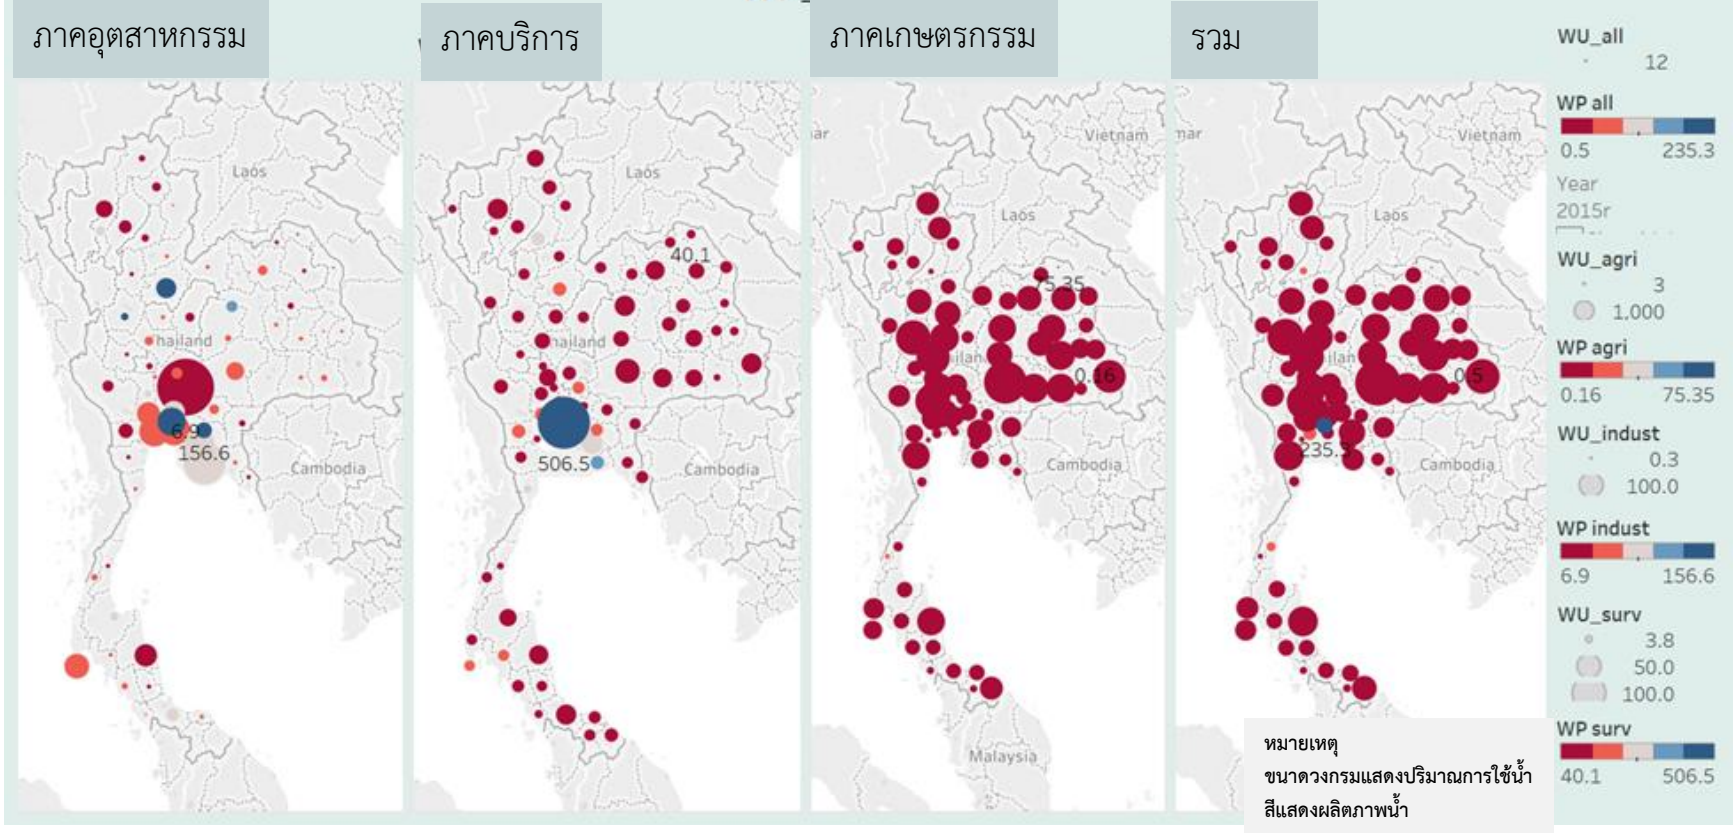 ภาคอุตสาหกรรม
ภาคบริการ
ภาคเกษตรกรรม
รวม
Laos
hailand
6.9
156.6
Cambodia
Laos
40.1
hailand
506.5
Cambodia
ar
Vietnam
Laos
75.35
ailan
0.16
Cambodia
Malaysia
mar
Vietnam
Laos
ilan
0.5
235.3
Cambodia
หมายเหตุ
ขนาดวงกรมแสดงปริมาณการใช้น้ำ
สีแสดงผลิตภาพน้ำ
WU_all
12
WP all
0.5 235.3
Year
2015r
WU_agri
3
1,000
WP agri
0.16 75.35
WU_indust
0.3
100.0
WP indust
6.9 156.6
WU_surv
3.8
50.0
100.0
WP surv
40.1 506.5